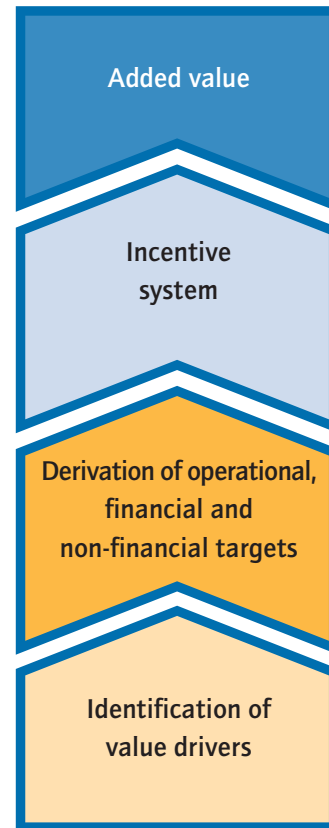 Added value
Incentive
system
Derivation of operational,
financial and
non-financial targets
Identification of
value drivers